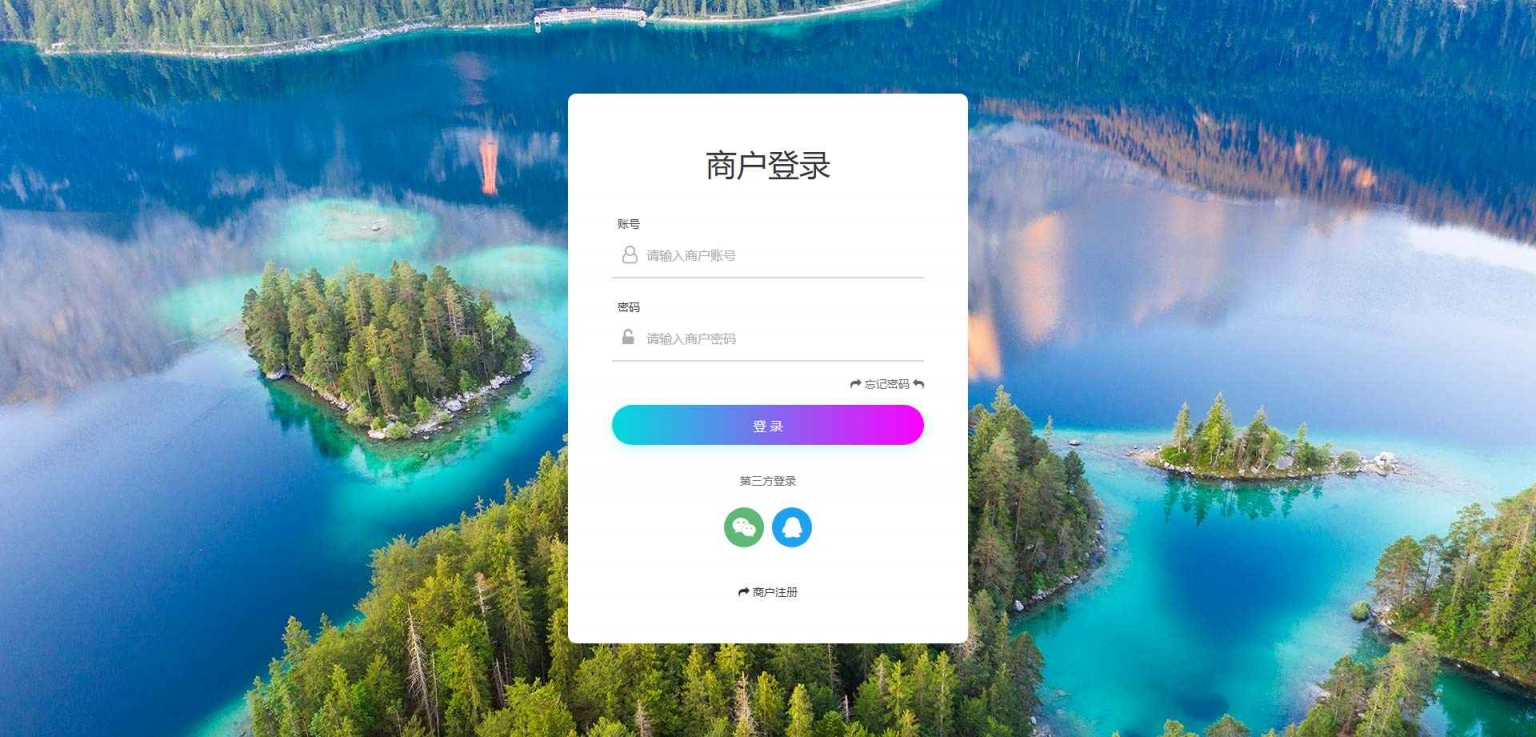 商户登录
账号
请输入商户账号
密码
请输入商户密码
忘记密码
登 录
第三方登录
商户注册